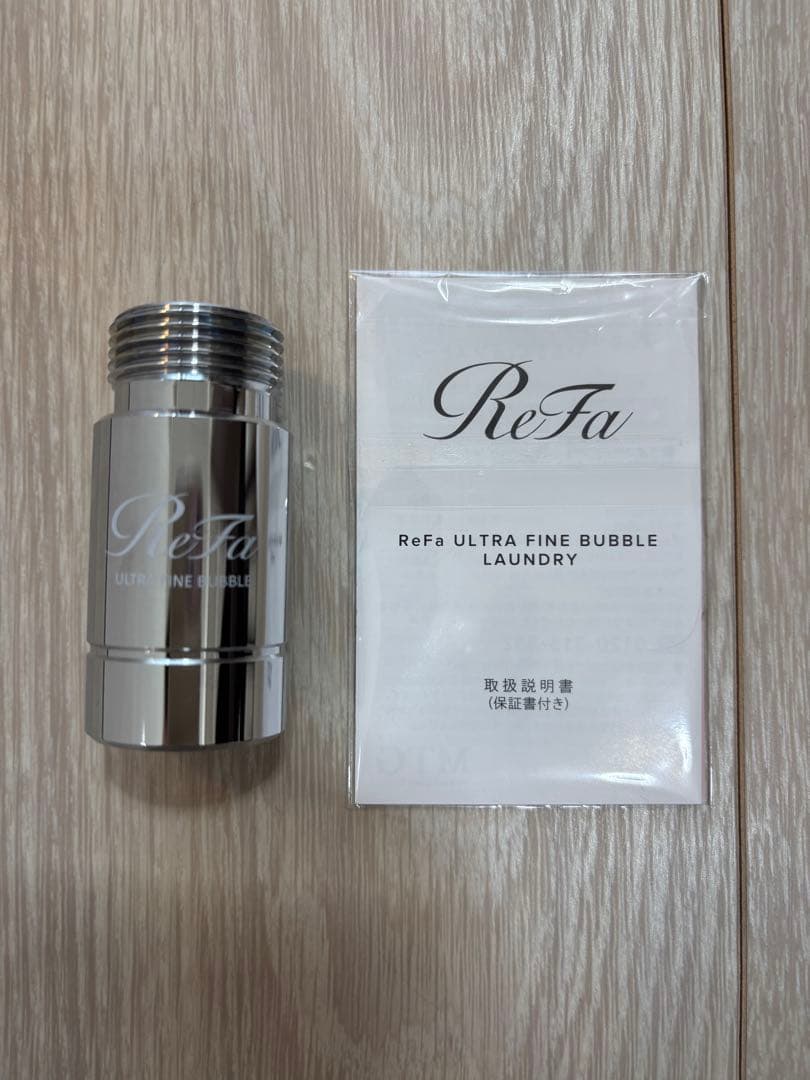 ReFa
ULTRA FINE BUBBLE
ReFa
ReFa ULTRA FINE BUBBLE
LAUNDRY
取扱説明書
(保証書付き)
MTG